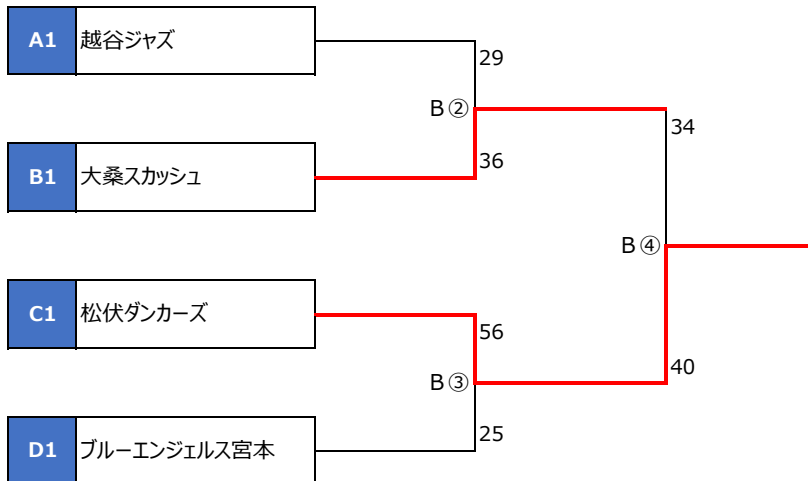 A1 越谷ジャズ
29
B②
34
36
B1 大桑スカッシュ
B④
C1 松伏ダンカーズ
56
40
B③
25
D1 ブルーエンジェルス宮本